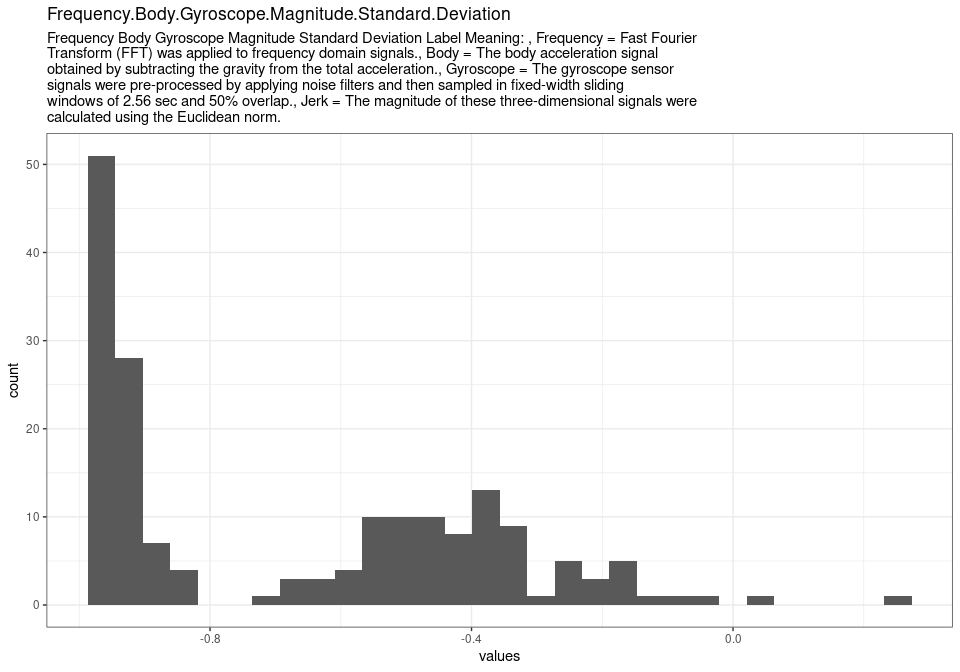 Frequency.Body.Gyroscope.Magnitude.Standard.Deviation
Frequency Body Gyroscope Magnitude Standard Deviation Label Meaning: , Frequency = Fast Fourier
Transform (FFT) was applied to frequency domain signals., Body = The body acceleration signal
obtained by subtracting the gravity from the total acceleration., Gyroscope = The gyroscope sensor
signals were pre-processed by applying noise filters and then sampled in fixed-width sliding
windows of 2.56 sec and 50% overlap., Jerk = The magnitude of these three-dimensional signals were
calculated using the Euclidean norm.
50
40
30
20
10
0
count
-0.8
-0.4
0.0
values